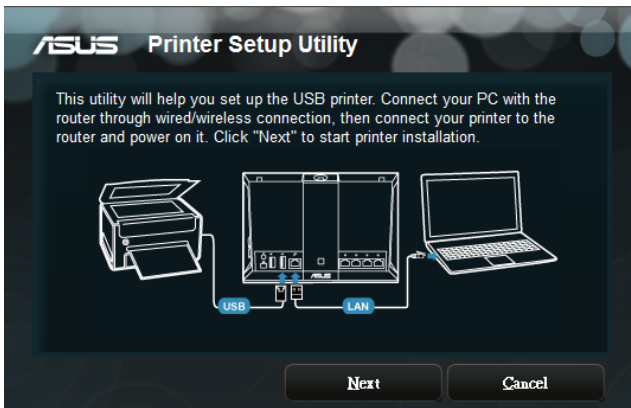 ASUS Printer Setup Utility
This utility will help you set up the USB printer. Connect your PC with the
router through wired/wireless connection, then connect your printer to the
router and power on it. Click "Next" to start printer installation.
ASUS
USB
LAN
Next
Cancel